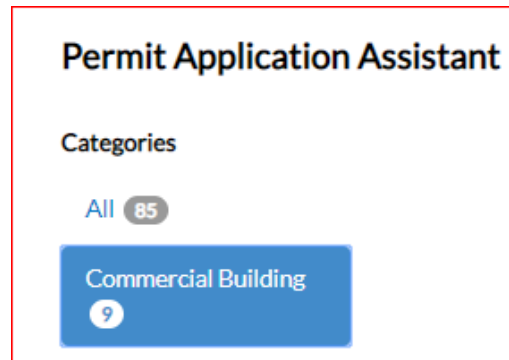 Permit Application Assistant
Categories
All 85
Commercial Building
9